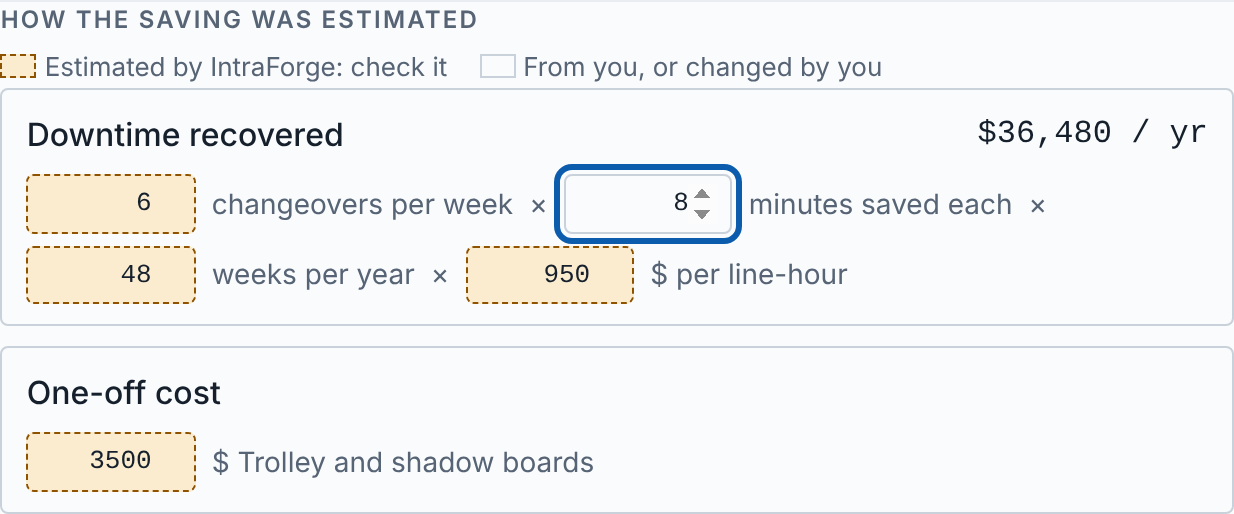 HOW THE SAVING WAS ESTIMATED
Estimated by IntraForge: check it From you, or changed by you
Downtime recovered $36,480 / yr
6 changeovers per week × 8 minutes saved each ×
48 weeks per year × 950 $ per line-hour
One-off cost
3500 $ Trolley and shadow boards